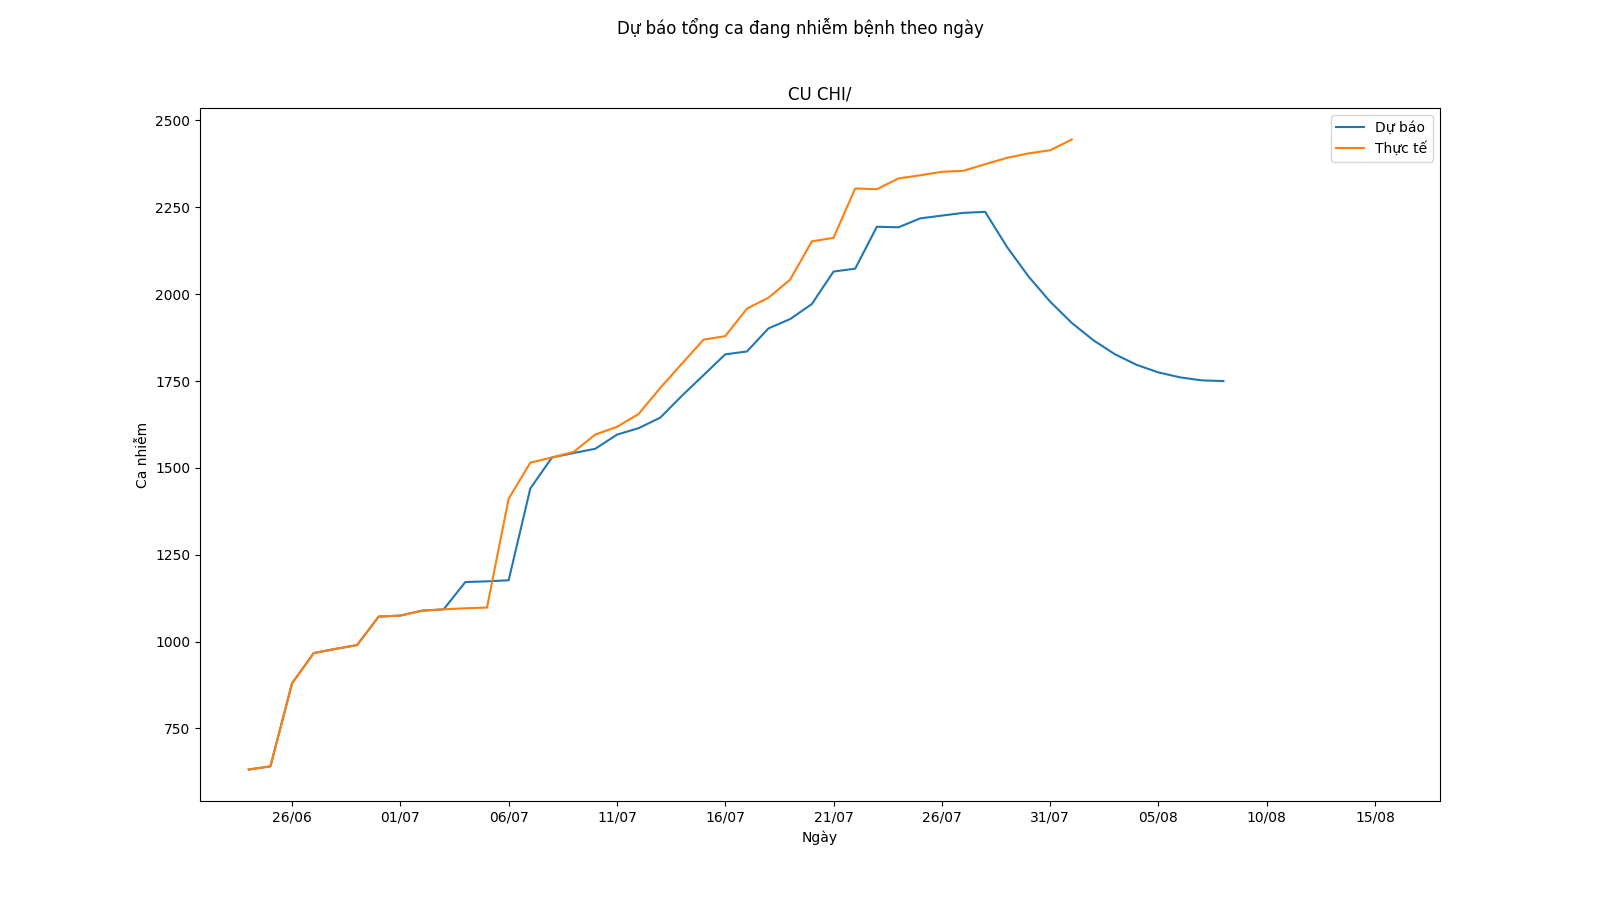 Dự báo tổng ca đang nhiễm bệnh theo ngày
CU CHI/
Dự báo
Thực tế
2500
2250
2000
1750
1500
1250
1000
750
Ca nhiễm
26/06 01/07 06/07 11/07 16/07 21/07 26/07 31/07 05/08 10/08 15/08
Ngày